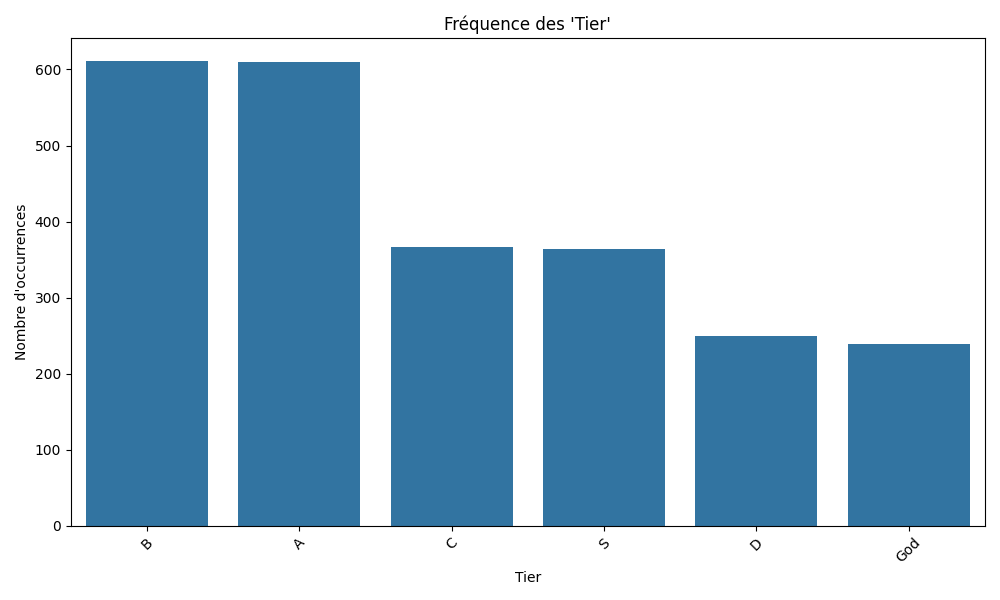 Fréquence des 'Tier'
Nombre d'occurrences
600
500
400
300
200
100
0
B
A
C
S
D
God
Tier